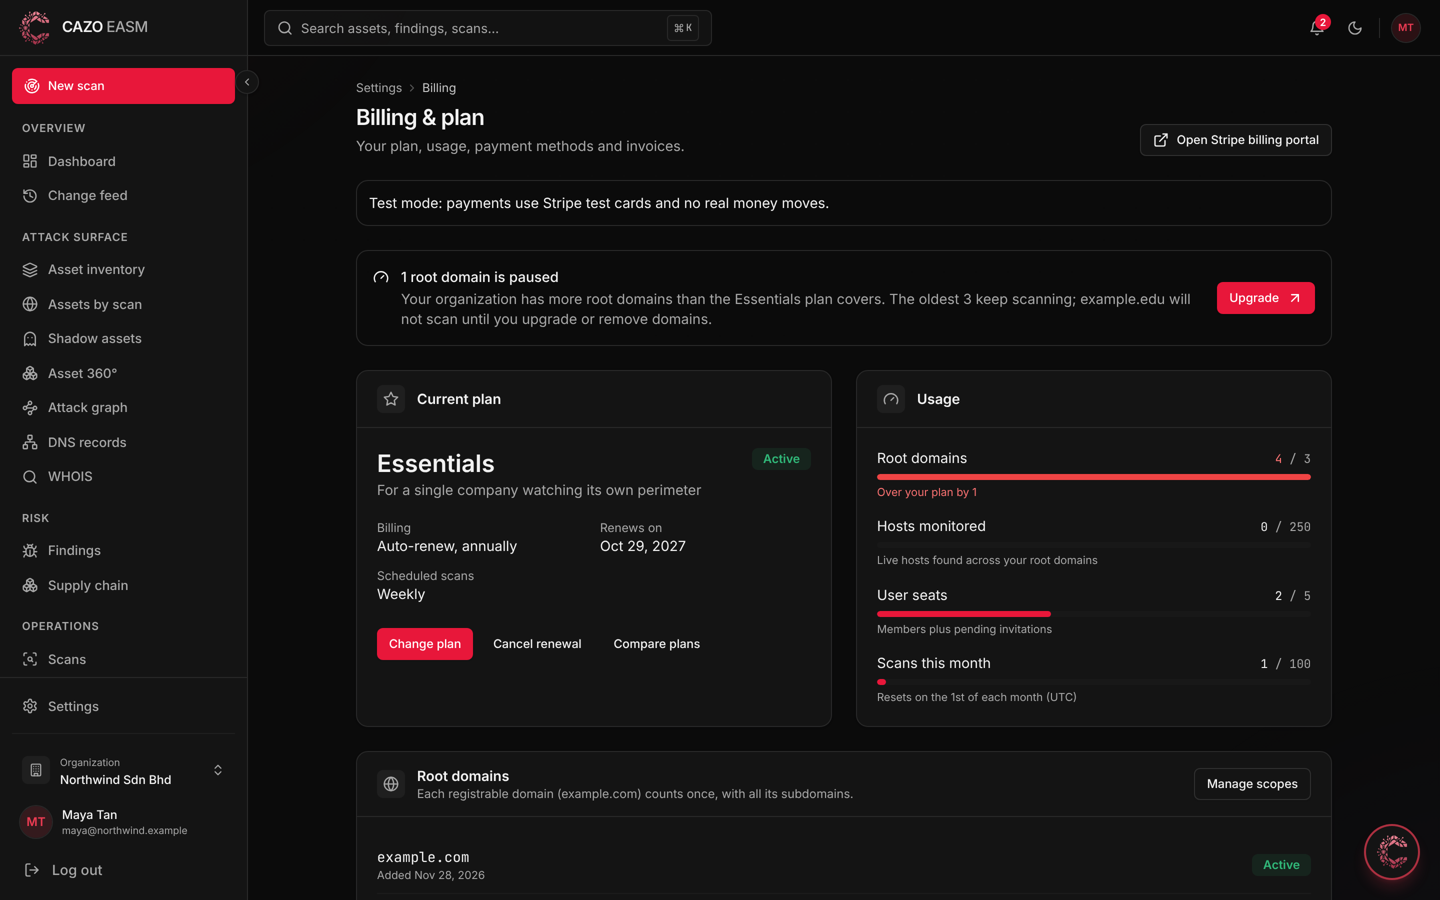 CAZO EASM
Search assets, findings, scans...
⌘ K
2
MT
New scan
OVERVIEW
Dashboard
Change feed
ATTACK SURFACE
Asset inventory
Assets by scan
Shadow assets
Asset 360°
Attack graph
DNS records
WHOIS
RISK
Findings
Supply chain
OPERATIONS
Scans
Settings
Organization
Northwind Sdn Bhd
MT
Maya Tan
maya@northwind.example
Log out
Settings > Billing
Billing & plan
Your plan, usage, payment methods and invoices.
Open Stripe billing portal
Test mode: payments use Stripe test cards and no real money moves.
1 root domain is paused
Your organization has more root domains than the Essentials plan covers. The oldest 3 keep scanning; example.edu will
not scan until you upgrade or remove domains.
Upgrade
Current plan
Essentials
Active
For a single company watching its own perimeter
Billing
Auto-renew, annually
Renews on
Oct 29, 2027
Scheduled scans
Weekly
Change plan
Cancel renewal
Compare plans
Usage
Root domains
4 / 3
Over your plan by 1
Hosts monitored
0 / 250
Live hosts found across your root domains
User seats
2 / 5
Members plus pending invitations
Scans this month
1 / 100
Resets on the 1st of each month (UTC)
Root domains
Each registrable domain (example.com) counts once, with all its subdomains.
Manage scopes
example.com
Added Nov 28, 2026
Active